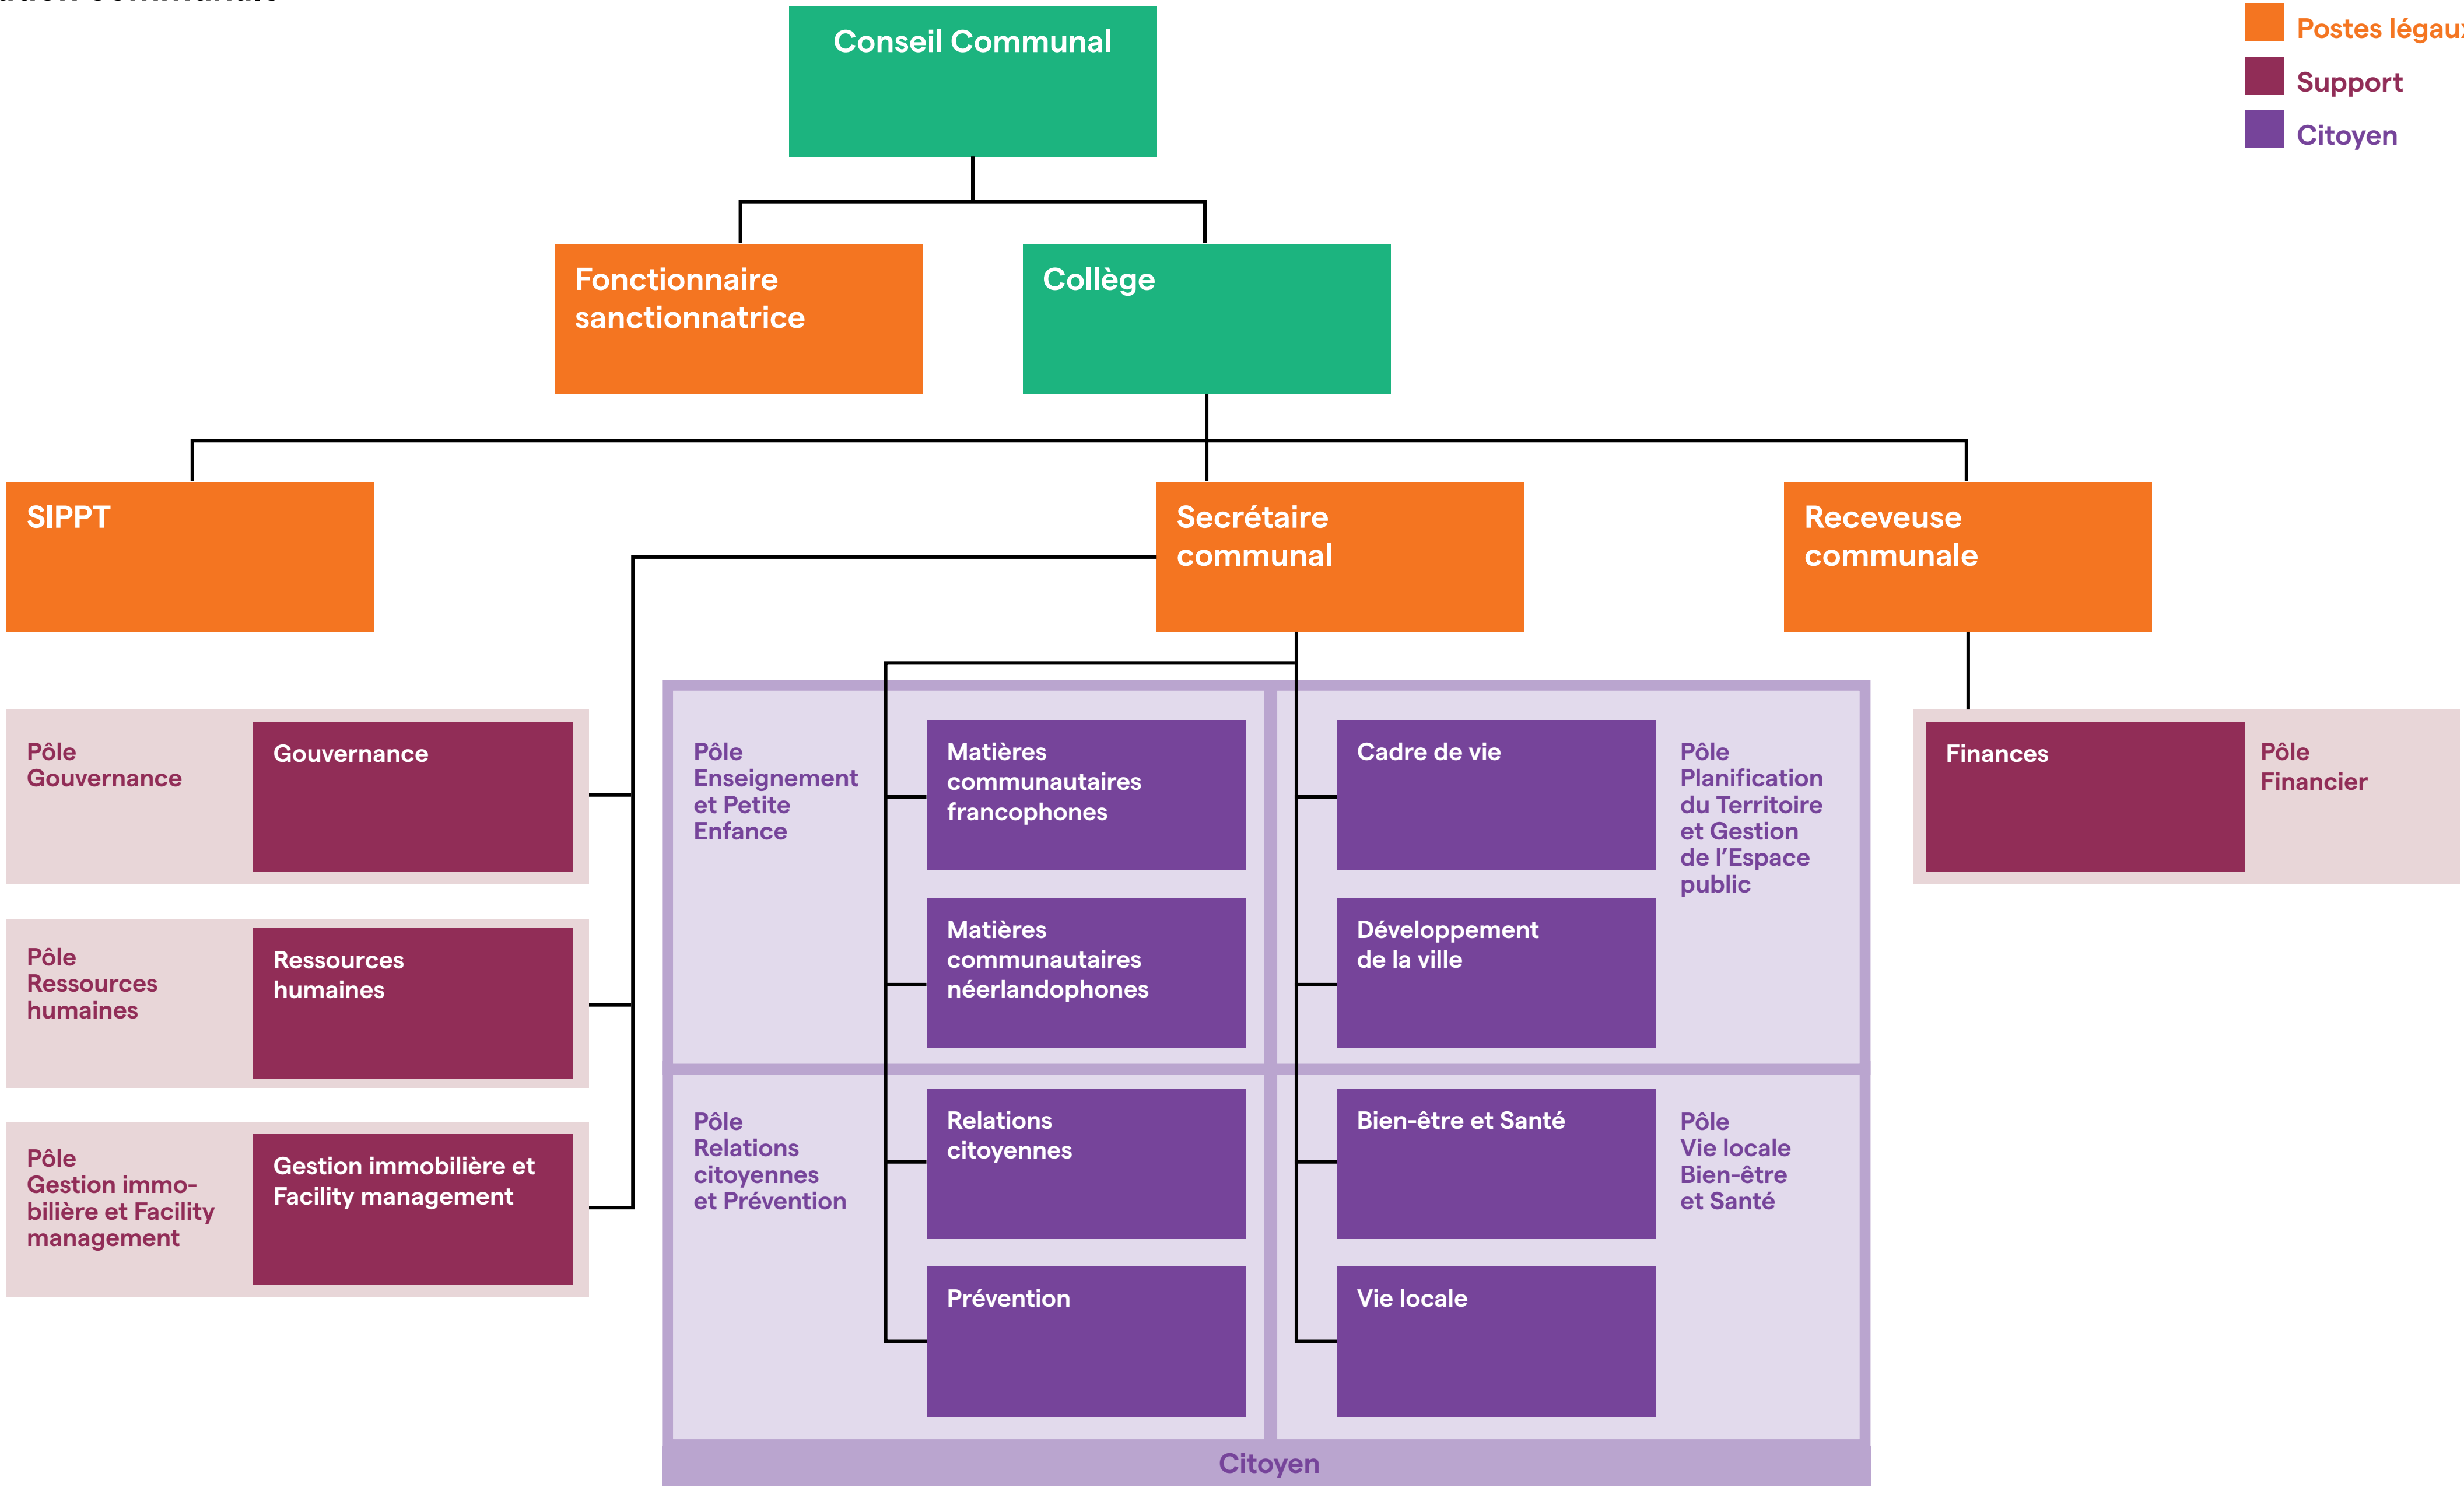 Conseil Communal
Postes légaux
Support
Citoyen
Fonctionnaire
sanctionnatrice
Collège
SIPPT
Secrétaire
communal
Receveuse
communale
Pôle
Gouvernance
Gouvernance
Pôle
Ressources
humaines
Ressources
humaines
Pôle
Gestion immo-
bilière et Facility
management
Gestion immobilière et
Facility management
Pôle
Enseignement
et Petite
Enfance
Matières
communautaires
francophones
Matières
communautaires
néerlandophones
Cadre de vie
Développement
de la ville
Pôle
Planification
du Territoire
et Gestion
de l’Espace
public
Pôle
Relations
citoyennes
et Prévention
Relations
citoyennes
Prévention
Bien-être et Santé
Vie locale
Pôle
Vie locale
Bien-être
et Santé
Citoyen
Finances
Pôle
Financier